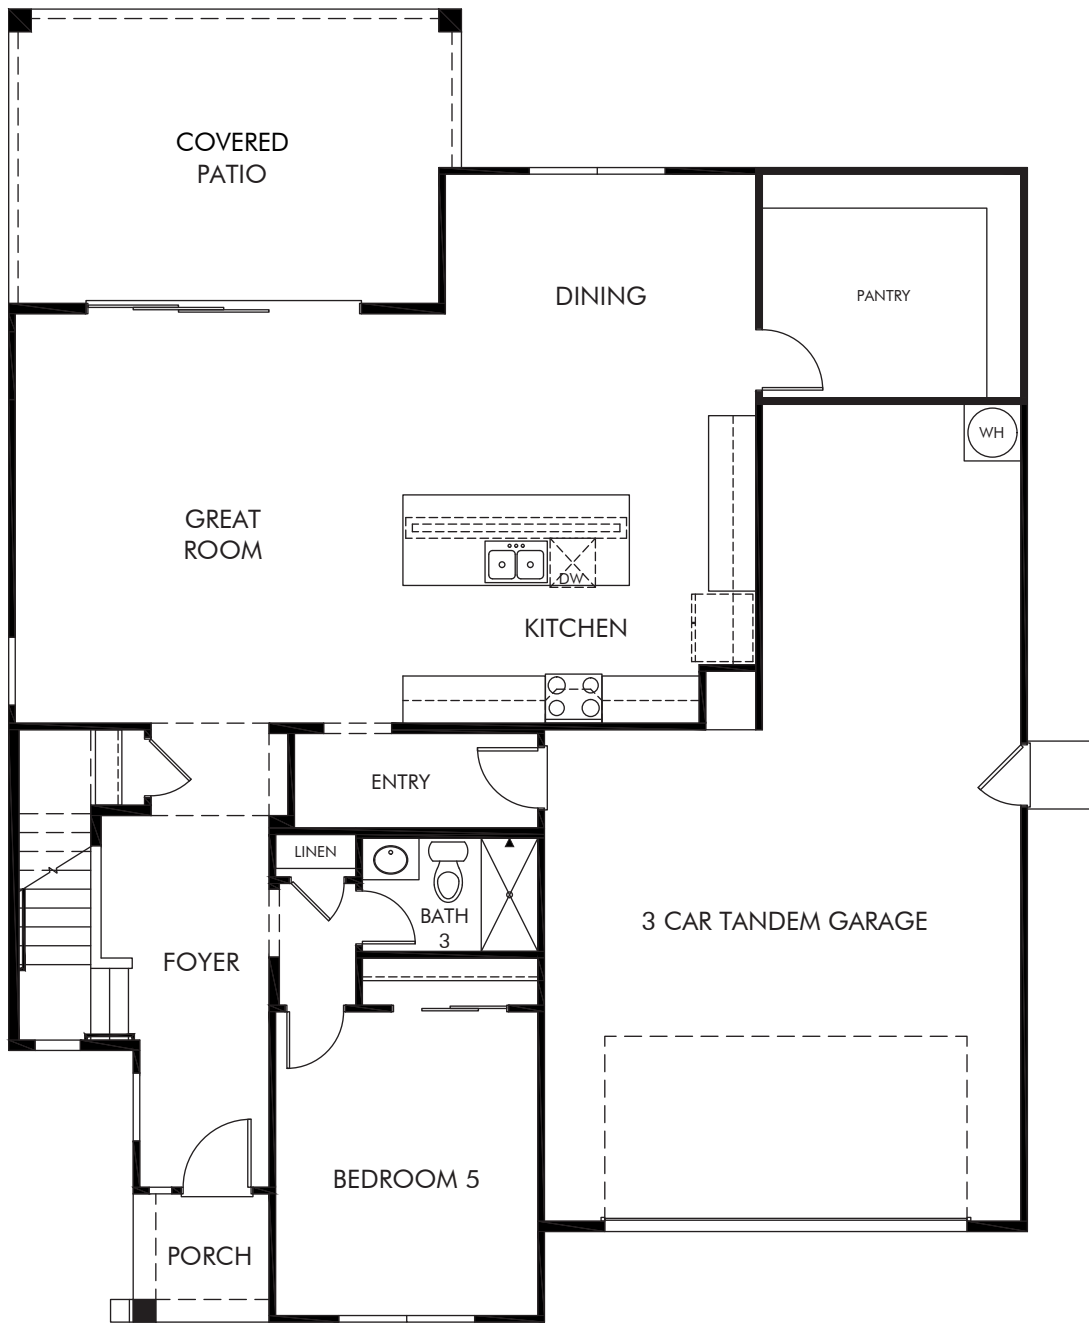 COVERED
PATIO
DINING
PANTRY
WH
GREAT
ROOM
DW
KITCHEN
ENTRY
LINEN
BATH
3
3 CAR TANDEM GARAGE
FOYER
BEDROOM 5
PORCH